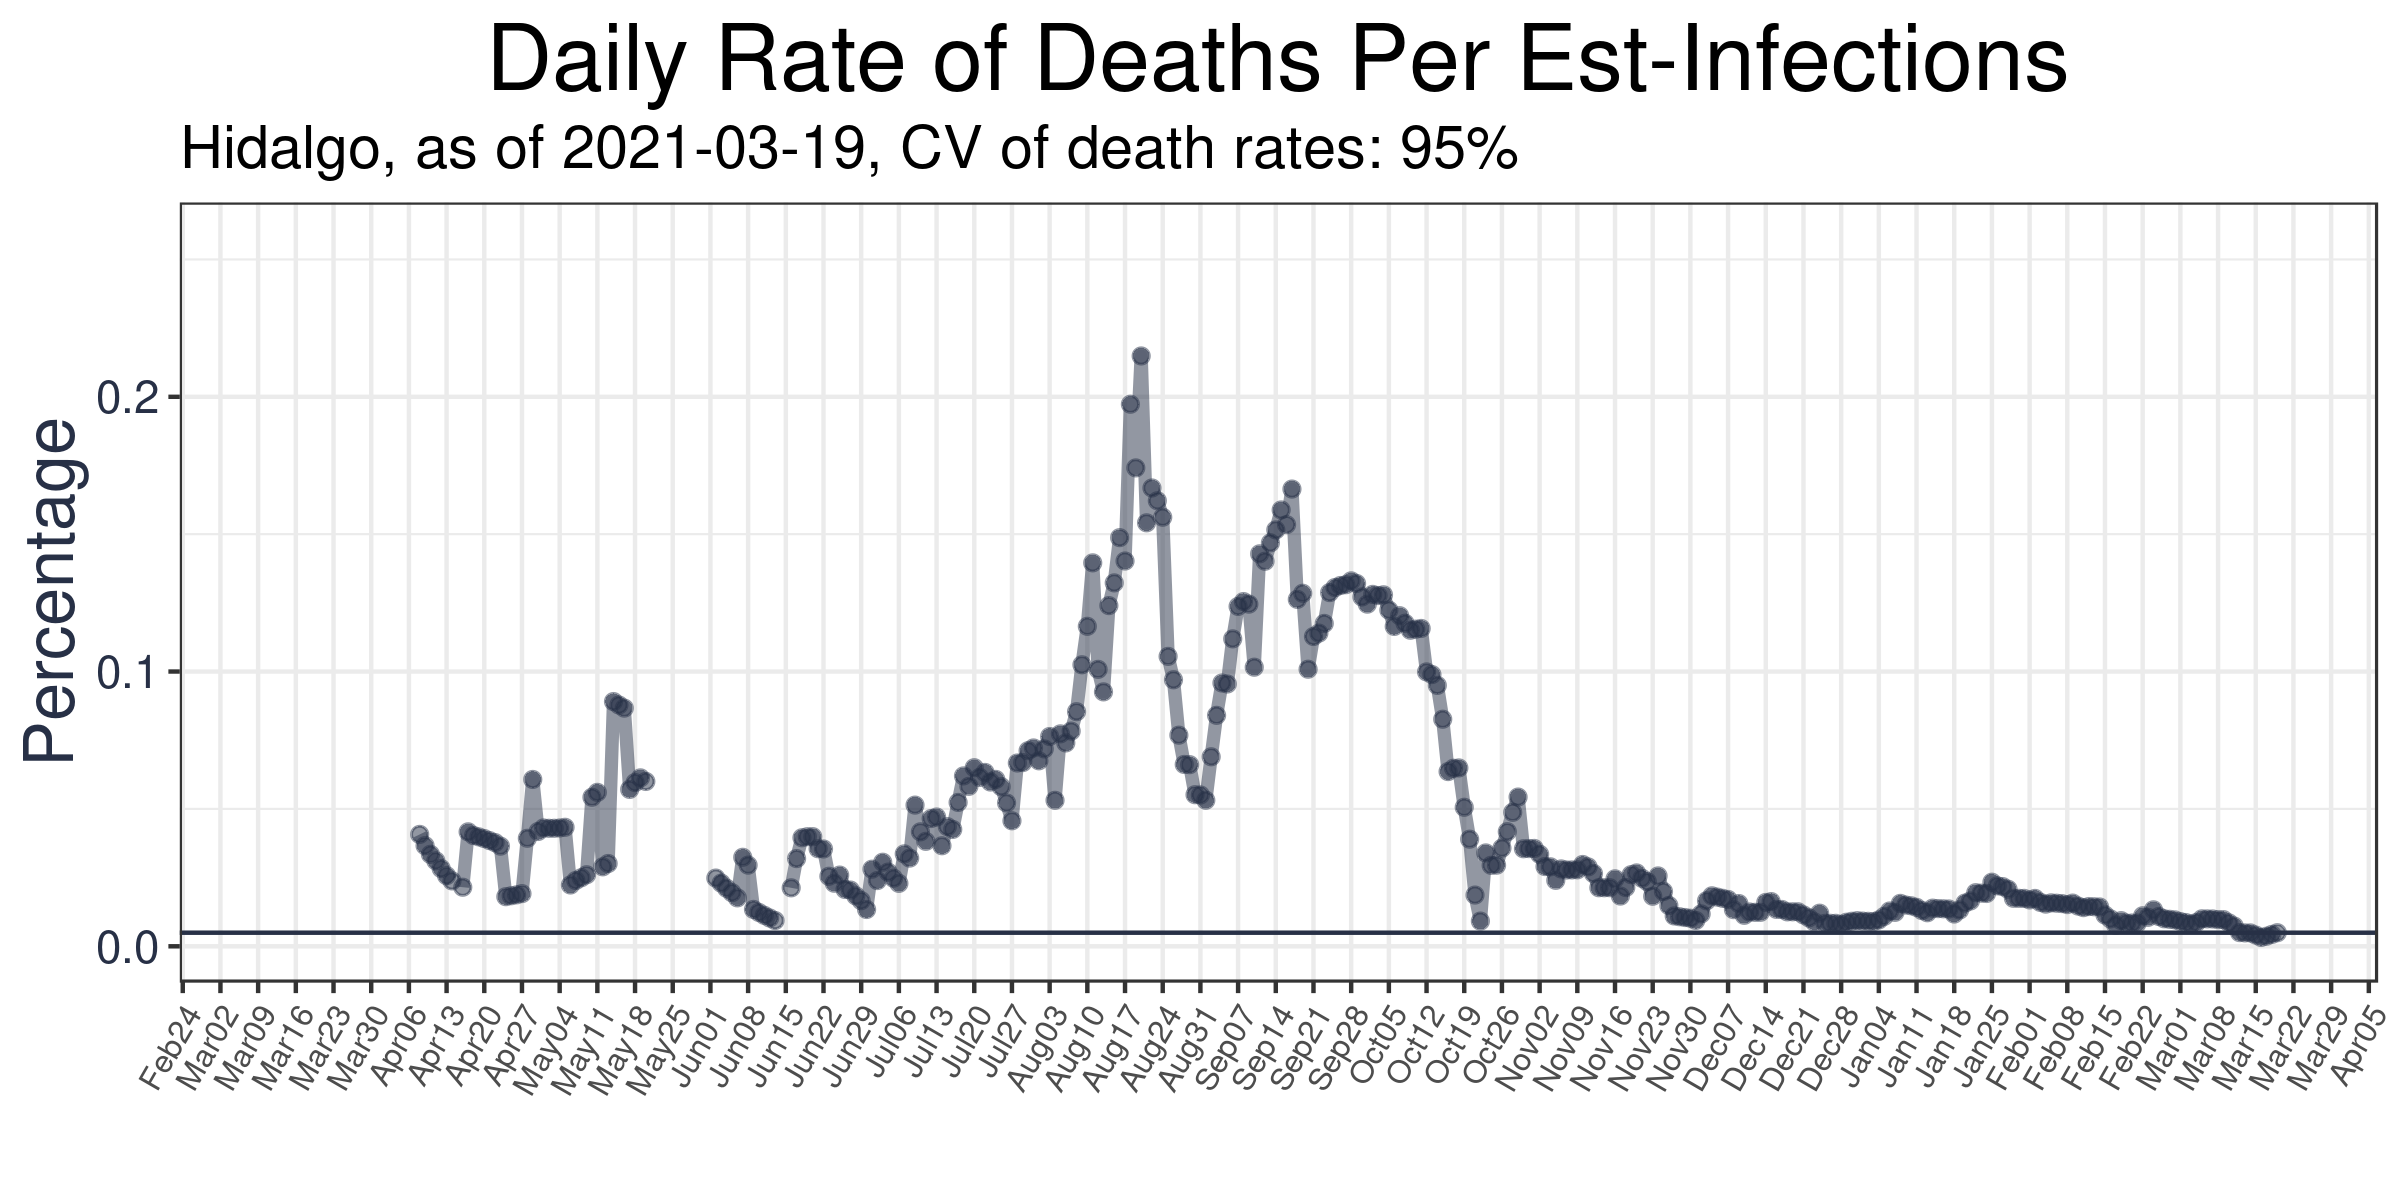 Daily Rate of Deaths Per Est-Infections
Hidalgo, as of 2021-03-19, CV of death rates: 95%
Percentage
0.2
0.1
0.0
Feb24
Mar02
Mar09
Mar16
Mar23
Mar30
Apr06
Apr13
Apr20
Apr27
May04
May11
May18
May25
Jun01
Jun08
Jun15
Jun22
Jun29
Jul06
Jul13
Jul20
Jul27
Aug03
Aug10
Aug17
Aug24
Aug31
Sep07
Sep14
Sep21
Sep28
Oct05
Oct12
Oct19
Oct26
Nov02
Nov09
Nov16
Nov23
Nov30
Dec07
Dec14
Dec21
Dec28
Jan04
Jan11
Jan18
Jan25
Feb01
Feb08
Feb15
Feb22
Mar01
Mar08
Mar15
Mar22
Mar29
Apr05